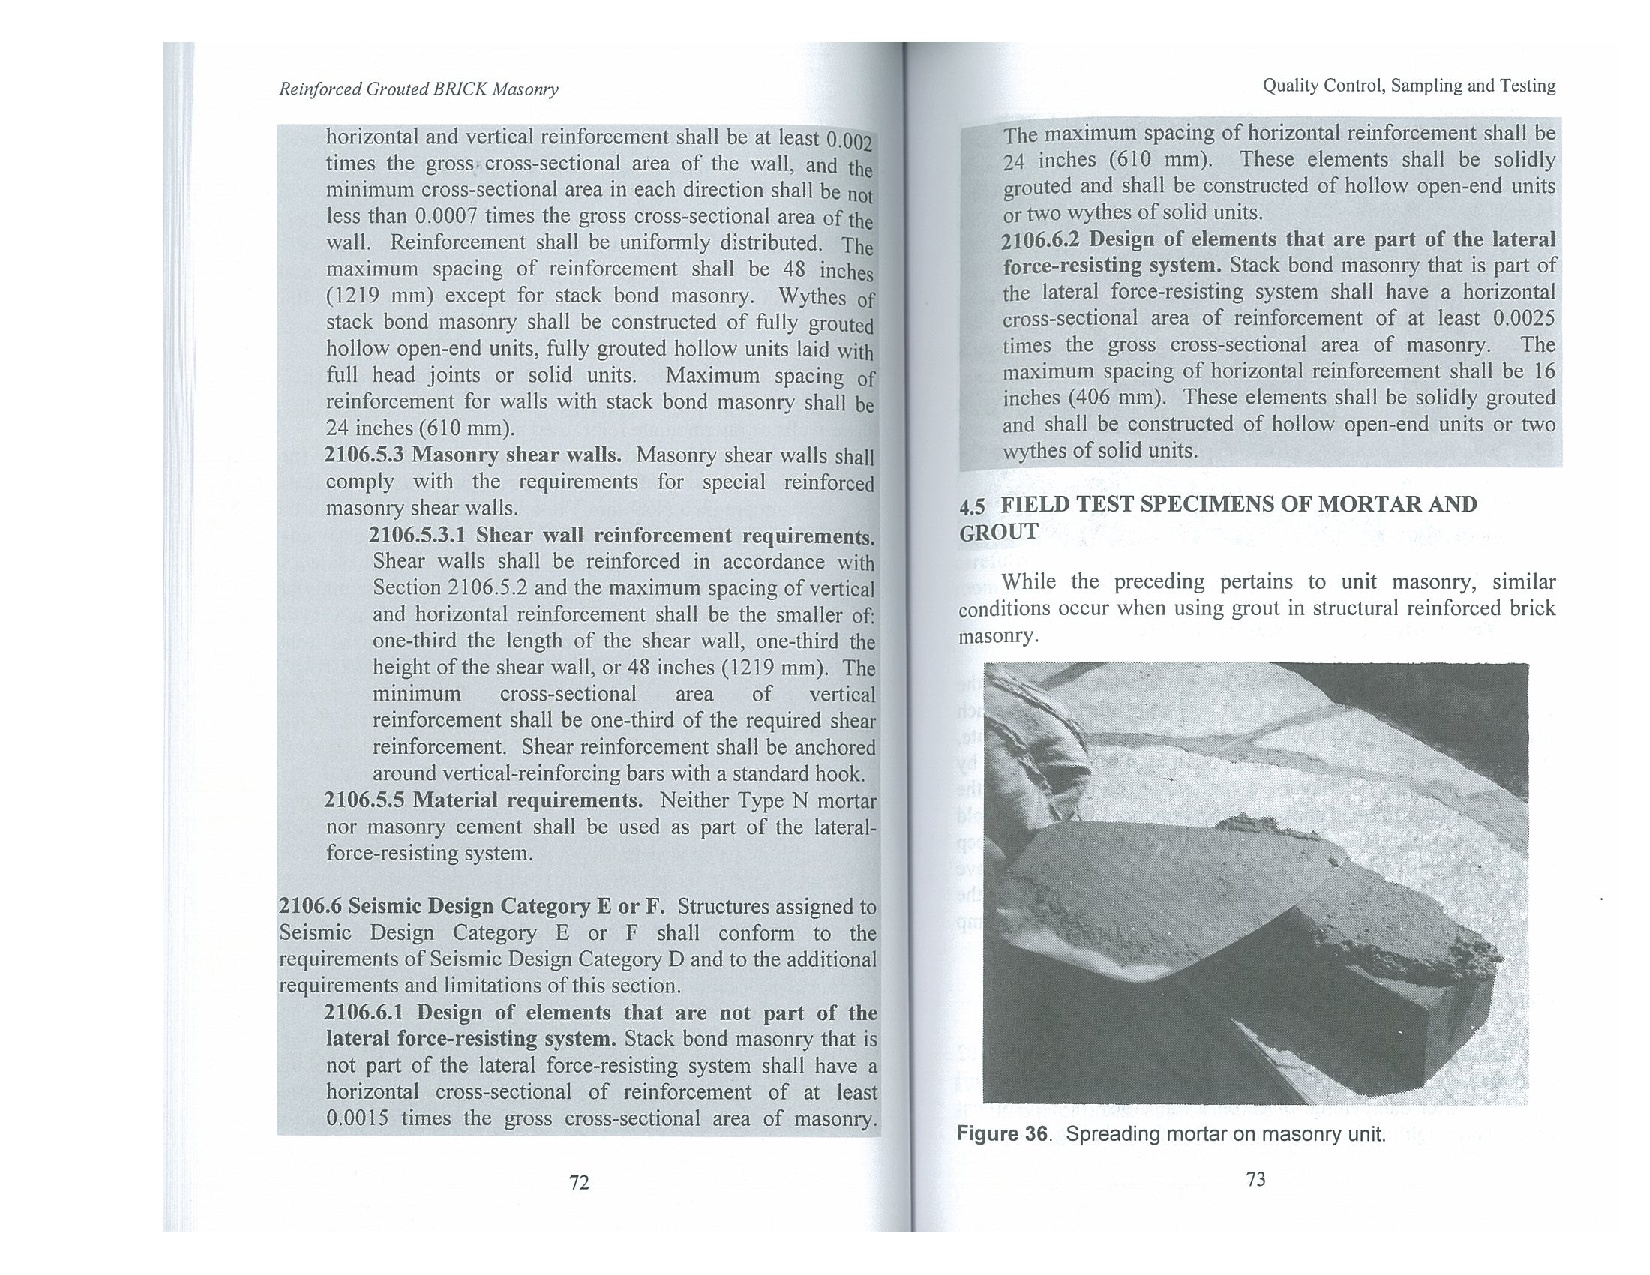 Reinforced Grouted BRICK Masonry
horizontal and vertical reinforcement shall be at least 0.002
times the gross cross-sectional area of the wall, and the
minimum cross-sectional area in each direction shall be not
less than 0.0007 times the gross cross-sectional area of the
wall. Reinforcement shall be uniformly distributed. The
maximum spacing of reinforcement shall be 48 inches
(1219 mm) except for stack bond masonry. Wythes of
stack bond masonry shall be constructed of fully grouted
hollow open-end units, fully grouted hollow units laid with
full head joints or solid units. Maximum spacing of
reinforcement for walls with stack bond masonry shall be
24 inches (610 mm).
2106.5.3 Masonry shear walls. Masonry shear walls shall
comply with the requirements for special reinforced
masonry shear walls.
2106.5.3.1 Shear wall reinforcement requirements.
Shear walls shall be reinforced in accordance with
Section 2106.5.2 and the maximum spacing of vertical
and horizontal reinforcement shall be the smaller of:
one-third the length of the shear wall, one-third the
height of the shear wall, or 48 inches (1219 mm). The
minimum cross-sectional area of vertical
reinforcement shall be one-third of the required shear
reinforcement. Shear reinforcement shall be anchored
around vertical-reinforcing bars with a standard hook.
2106.5.5 Material requirements. Neither Type N mortar
nor masonry cement shall be used as part of the lateral-
force-resisting system.
2106.6 Seismic Design Category E or F. Structures assigned to
Seismic Design Category E or F shall conform to the
requirements of Seismic Design Category D and to the additional
requirements and limitations of this section.
2106.6.1 Design of elements that are not part of the
lateral force-resisting system. Stack bond masonry that is
not part of the lateral force-resisting system shall have a
horizontal cross-sectional of reinforcement of at least
0.0015 times the gross cross-sectional area of masonry.
72
Quality Control, Sampling and Testing
The maximum spacing of horizontal reinforcement shall be
24 inches (610 mm). These elements shall be solidly
grouted and shall be constructed of hollow open-end units
or two wythes of solid units.
2106.6.2 Design of elements that are part of the lateral
force-resisting system. Stack bond masonry that is part of
the lateral force-resisting system shall have a horizontal
cross-sectional area of reinforcement of at least 0.0025
times the gross cross-sectional area of masonry. The
maximum spacing of horizontal reinforcement shall be 16
inches (406 mm). These elements shall be solidly grouted
and shall be constructed of hollow open-end units or two
wythes of solid units.
4.5 FIELD TEST SPECIMENS OF MORTAR AND
GROUT
While the preceding pertains to unit masonry, similar
conditions occur when using grout in structural reinforced brick
masonry.
Figure 36. Spreading mortar on masonry unit.
73